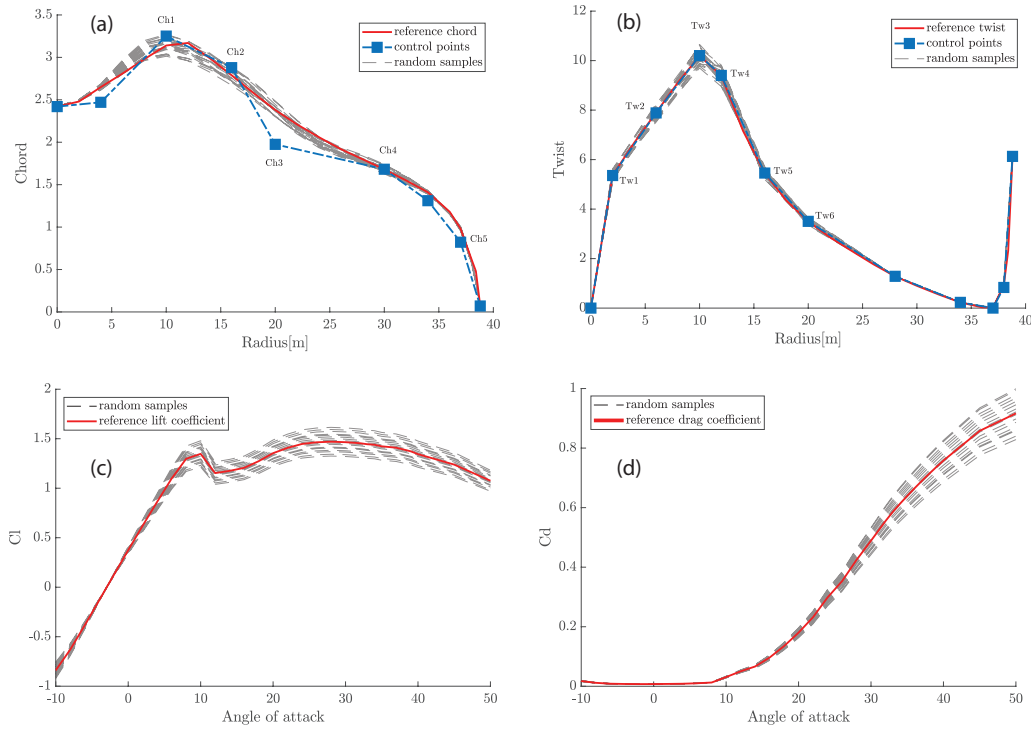 (a)
3.5
3
2.5
2
1.5
1
0.5
0
Chord
0 5 10 15 20 25 30 35 40
Radius[m]
Ch1
Ch2
Ch3
Ch4
Ch5
reference chord
control points
random samples
(b)
12
10
8
6
4
2
0
Twist
0 5 10 15 20 25 30 35 40
Radius[m]
Tw1
Tw2
Tw3
Tw4
Tw5
Tw6
reference twist
control points
random samples
(c)
2
1.5
1
0.5
0
-0.5
-1
Cl
-10 0 10 20 30 40 50
Angle of attack
random samples
reference lift coefficient
(d)
1
0.8
0.6
0.4
0.2
0
Cd
-10 0 10 20 30 40 50
Angle of attack
random samples
reference drag coefficient